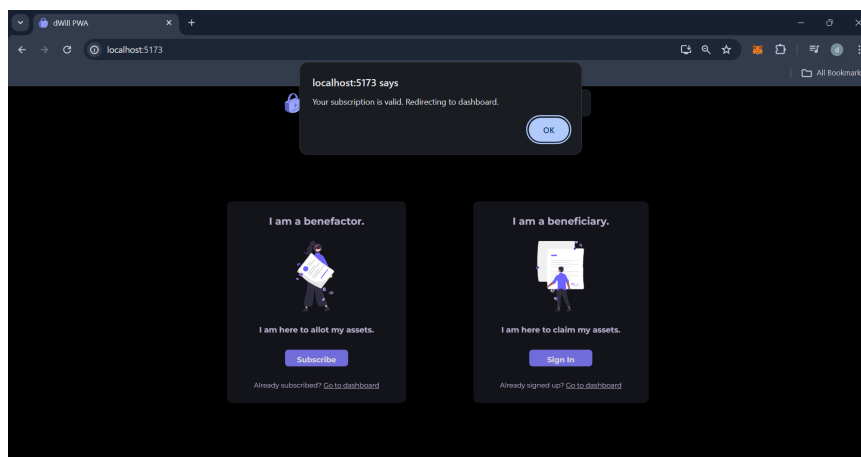 dWill PWA
localhost:5173
All Bookmark
localhost:5173 says
Your subscription is valid. Redirecting to dashboard.
OK
I am a benefactor.
I am here to allot my assets.
Subscribe
Already subscribed? Go to dashboard
I am a beneficiary.
I am here to claim my assets.
Sign In
Already signed up? Go to dashboard